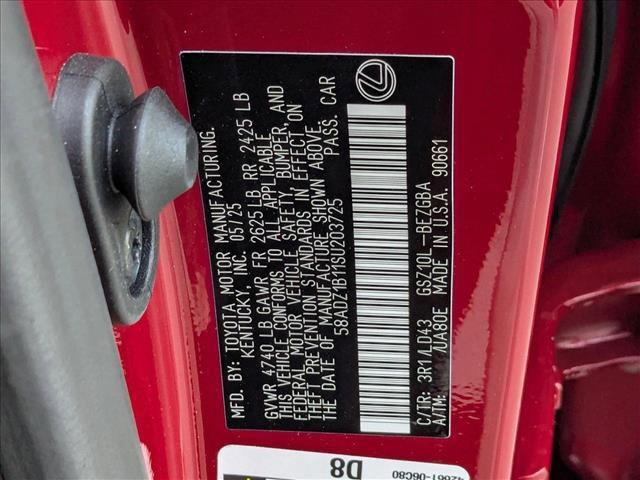 MFD. BY: TOYOTA MOTOR MANUFACTURING.
KENTUCKY, INC. 05/25
GVWR 4740 LB GAWR FR 2625 LB RR 2425 LB
THIS VEHICLE CONFORMS TO ALL APPLICABLE
FEDERAL MOTOR VEHICLE SAFETY, BUMPER, AND
THEFT PREVENTION STANDARDS IN EFFECT ON
THE DATE OF MANUFACTURE SHOWN ABOVE.
58ADZ1B11SU203725 PASS. CAR
C/TR: 3R1/LD43 GSZ10L-BEZGBA
A/TM: /UA80E MADE IN U.S.A. 90661
D8
42661-06C80